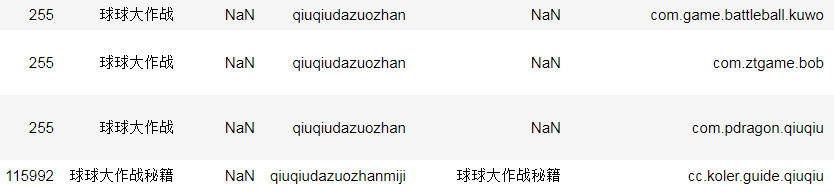 255 球球大作战 NaN qiuqiudazuozhan NaN com.game.battleball.kuwo
255 球球大作战 NaN qiuqiudazuozhan NaN com.ztgame.bob
255 球球大作战 NaN qiuqiudazuozhan NaN com.pdragon.qiuqiu
115992 球球大作战秘籍 NaN qiuqiudazuozhanmiji 球球大作战秘籍 cc.koler.guide.qiuqiu